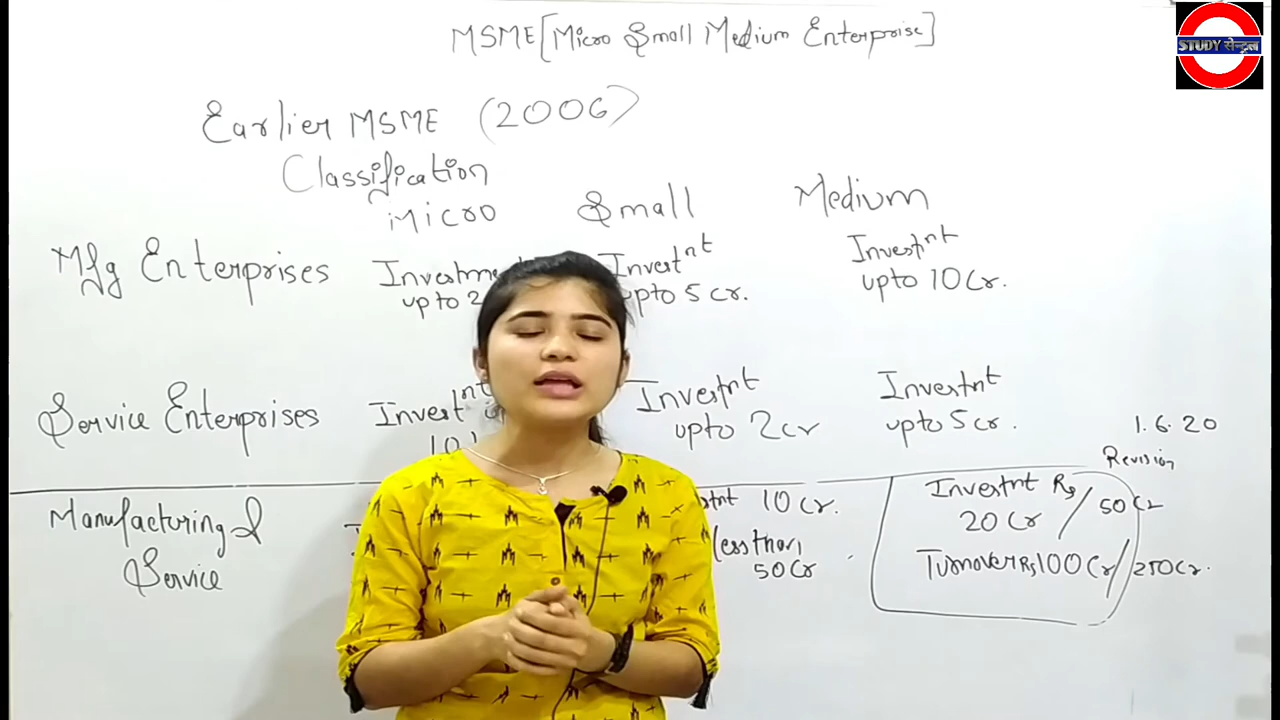 MSME [Micro Small Medium Enterprise]
STUDY सेन्ट्रल
Earlier MSME (2006)
Classification
Micro Small Medium
Mfg Enterprises
Investment Investnt Investnt
upto 2 upto 5 Cr. upto 10 Cr.
Service Enterprises
Investnt Investnt Investnt
10 upto 2 Cr upto 5 Cr.
1.6.20
Revision
Manufacturing &
Service
10 Cr.
less than
50 Cr
Investnt Rs
20 Cr / 50 Cr
Turnover Rs 100 Cr / 250 Cr.